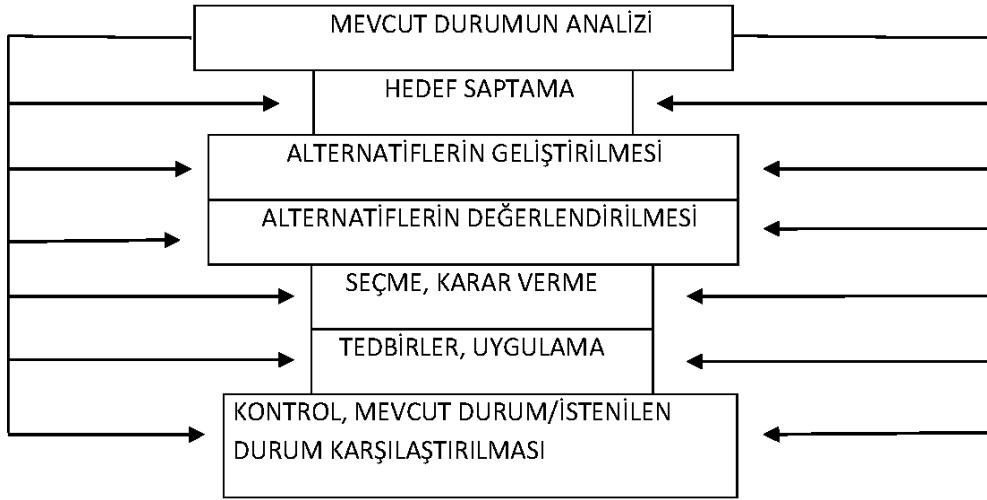 MEVCUT DURUMUN ANALİZİ
HEDEF SAPTAMA
ALTERNATİFLERİN GELİŞTİRİLMESİ
ALTERNATİFLERİN DEĞERLENDİRİLMESİ
SEÇME, KARAR VERME
TEDBİRLER, UYGULAMA
KONTROL, MEVCUT DURUM/İSTENİLEN
DURUM KARŞILAŞTIRILMASI